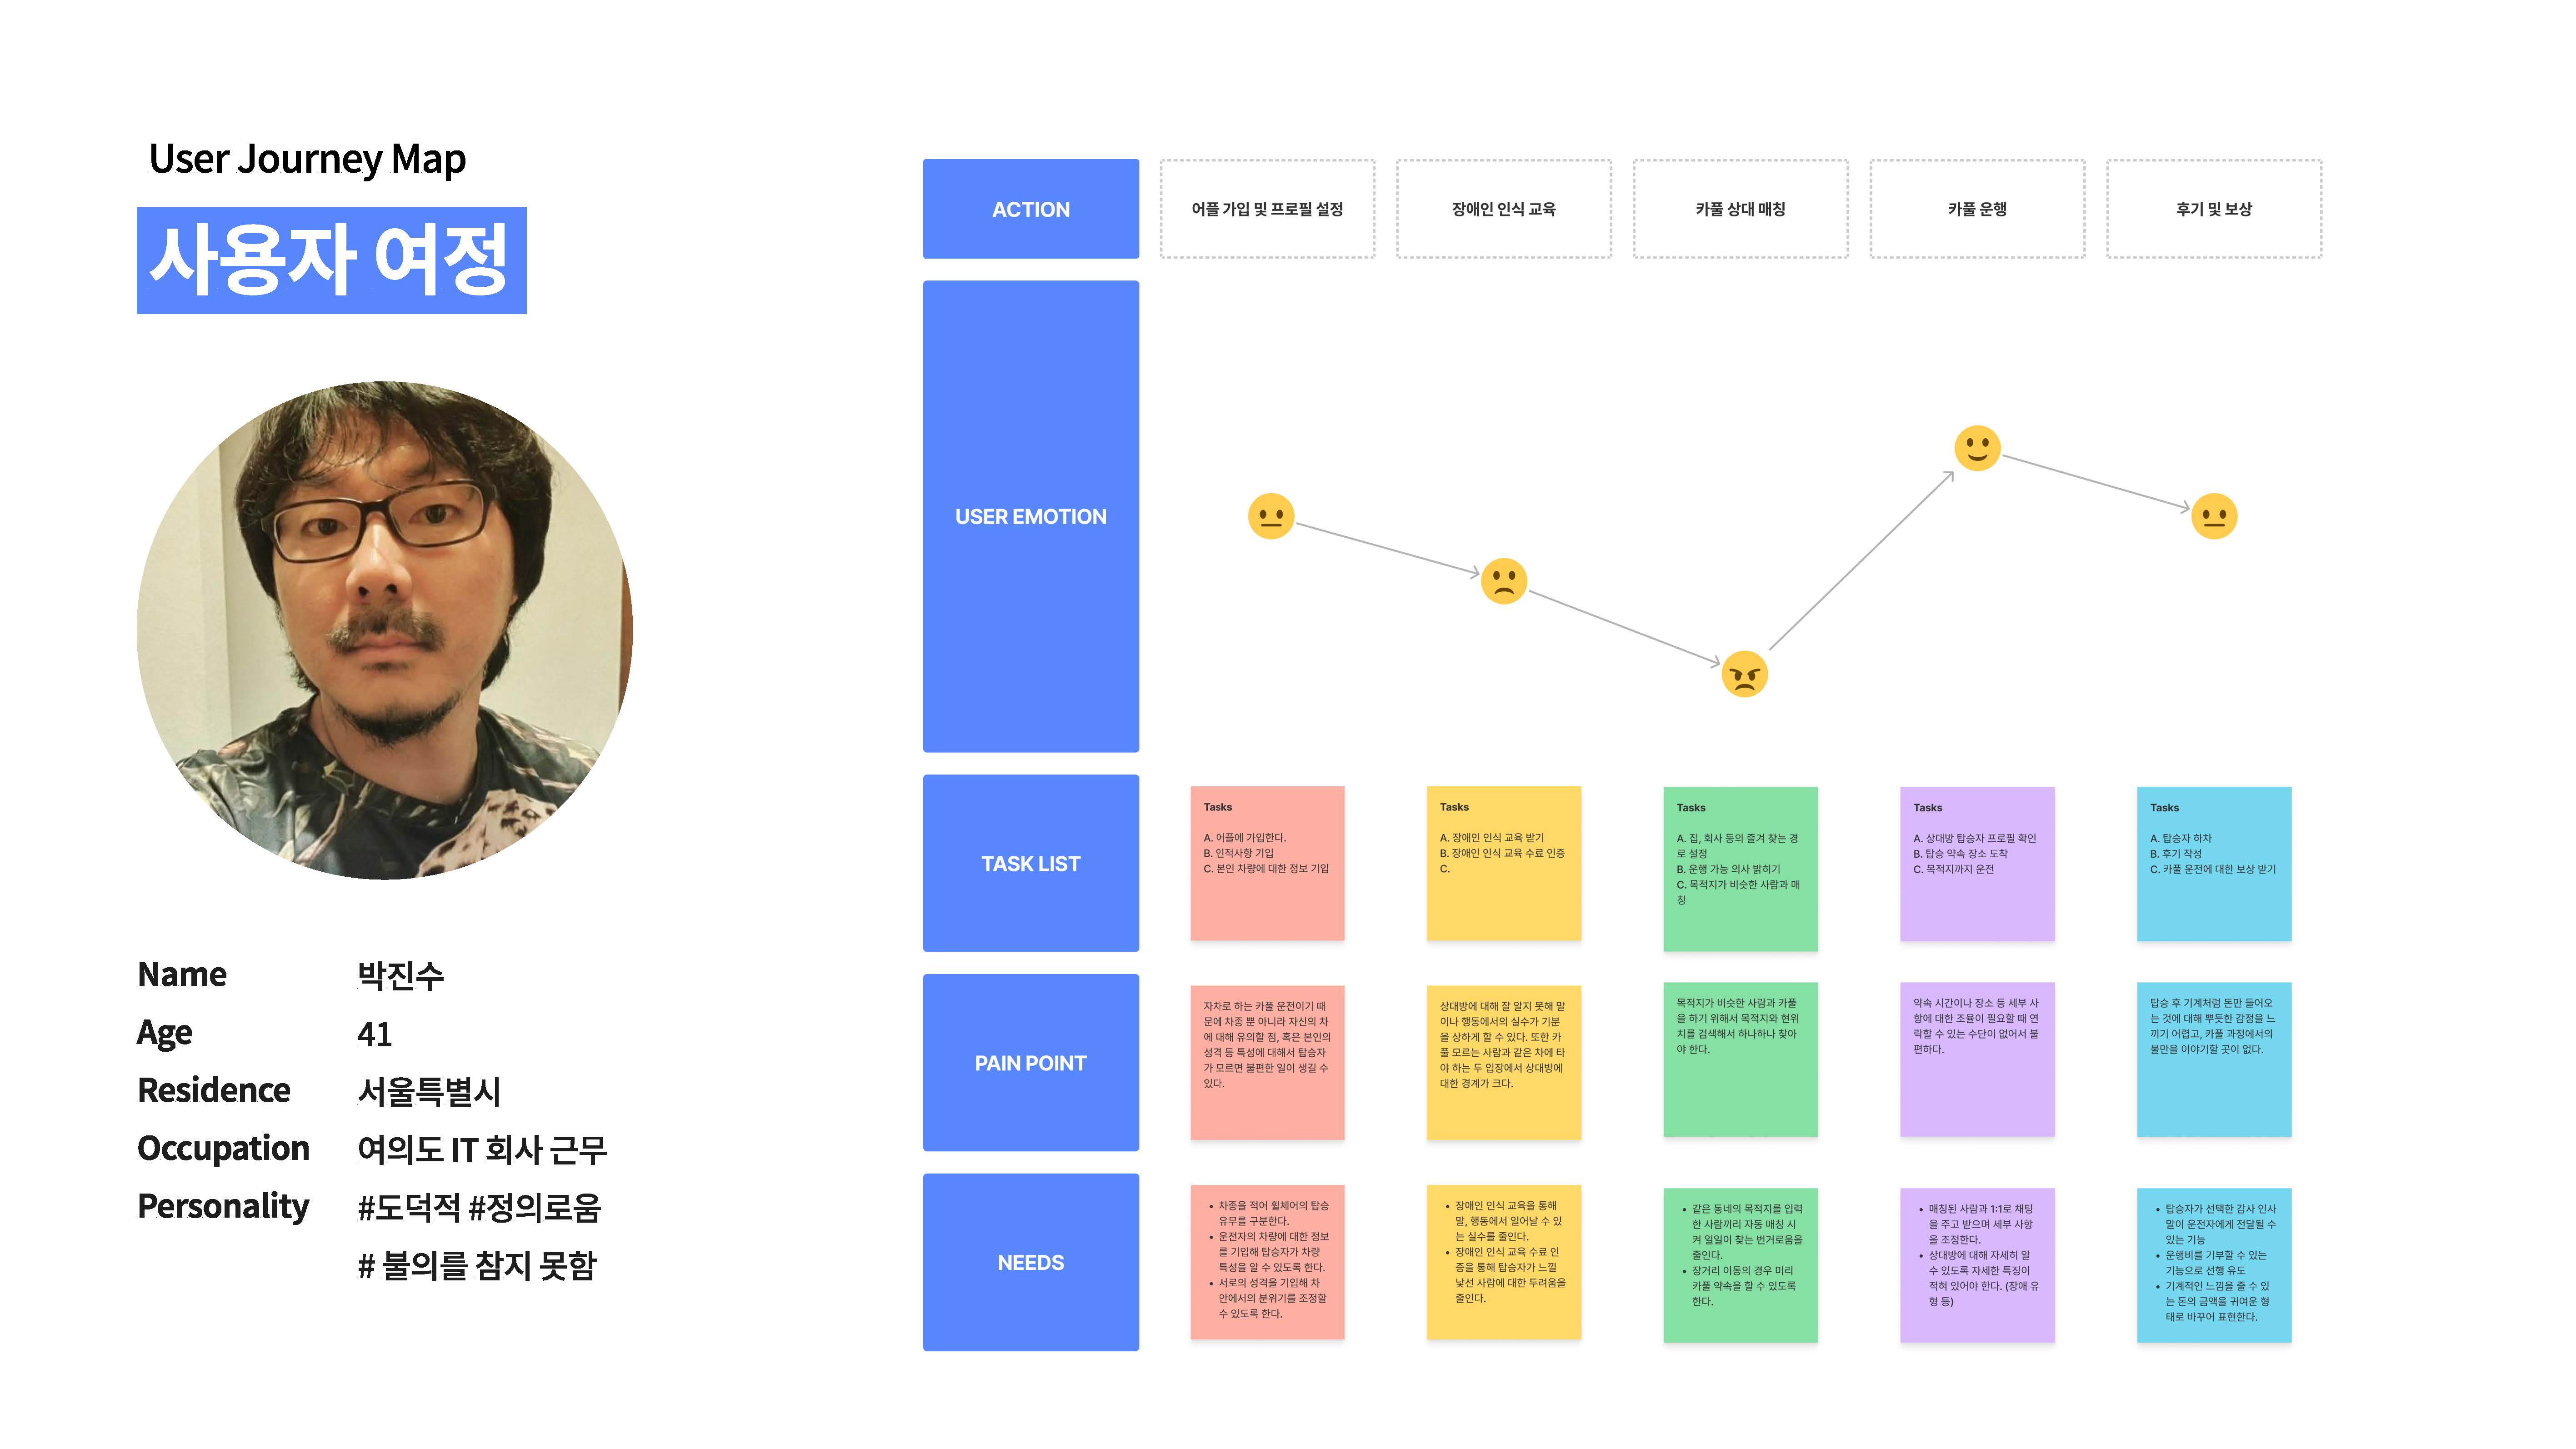 User Journey Map
사용자 여정
Name 박진수
Age 41
Residence 서울특별시
Occupation 여의도 IT 회사 근무
Personality #도덕적 #정의로움
# 불의를 참지 못함
ACTION
어플 가입 및 프로필 설정
장애인 인식 교육
카풀 상대 매칭
카풀 운행
후기 및 보상
USER EMOTION
TASK LIST
Tasks
A. 어플에 가입한다.
B. 인적사항 기입
C. 본인 차량에 대한 정보 기입
Tasks
A. 장애인 인식 교육 받기
B. 장애인 인식 교육 수료 인증
C.
Tasks
A. 집, 회사 등의 즐겨 찾는 경
로 설정
B. 운행 가능 의사 밝히기
C. 목적지가 비슷한 사람과 매
칭
Tasks
A. 상대방 탑승자 프로필 확인
B. 탑승 약속 장소 도착
C. 목적지까지 운전
Tasks
A. 탑승자 하차
B. 후기 작성
C. 카풀 운전에 대한 보상 받기
PAIN POINT
자차로 하는 카풀 운전이기 때
문에 차종 뿐 아니라 자신의 차
에 대해 유의할 점, 혹은 본인의
성격 등 특성에 대해서 탑승자
가 모르면 불편한 일이 생길 수
있다.
상대방에 대해 잘 알지 못해 말
이나 행동에서의 실수가 기분
을 상하게 할 수 있다. 또한 카
풀 모르는 사람과 같은 차에 타
야 하는 두 입장에서 상대방에
대한 경계가 크다.
목적지가 비슷한 사람과 카풀
을 하기 위해서 목적지와 현위
치를 검색해서 하나하나 찾아
야 한다.
약속 시간이나 장소 등 세부 사
항에 대한 조율이 필요할 때 연
락할 수 있는 수단이 없어서 불
편하다.
탑승 후 기계처럼 돈만 들어오
는 것에 대해 뿌듯한 감정을 느
끼기 어렵고, 카풀 과정에서의
불만을 이야기할 곳이 없다.
NEEDS
• 차종을 적어 휠체어의 탑승
유무를 구분한다.
• 운전자의 차량에 대한 정보
를 기입해 탑승자가 차량
특성을 알 수 있도록 한다.
• 서로의 성격을 기입해 차
안에서의 분위기를 조정할
수 있도록 한다.
• 장애인 인식 교육을 통해
말, 행동에서 일어날 수 있
는 실수를 줄인다.
• 장애인 인식 교육 수료 인
증을 통해 탑승자가 느낄
낯선 사람에 대한 두려움을
줄인다.
• 같은 동네의 목적지를 입력
한 사람끼리 자동 매칭 시
켜 일일이 찾는 번거로움을
줄인다.
• 장거리 이동의 경우 미리
카풀 약속을 할 수 있도록
한다.
• 매칭된 사람과 1:1로 채팅
을 주고 받으며 세부 사항
을 조정한다.
• 상대방에 대해 자세히 알
수 있도록 자세한 특징이
적혀 있어야 한다. (장애 유
형 등)
• 탑승자가 선택한 감사 인사
말이 운전자에게 전달될 수
있는 기능
• 운행비를 기부할 수 있는
기능으로 선행 유도
• 기계적인 느낌을 줄 수 있
는 돈의 금액을 귀여운 형
태로 바꾸어 표현한다.